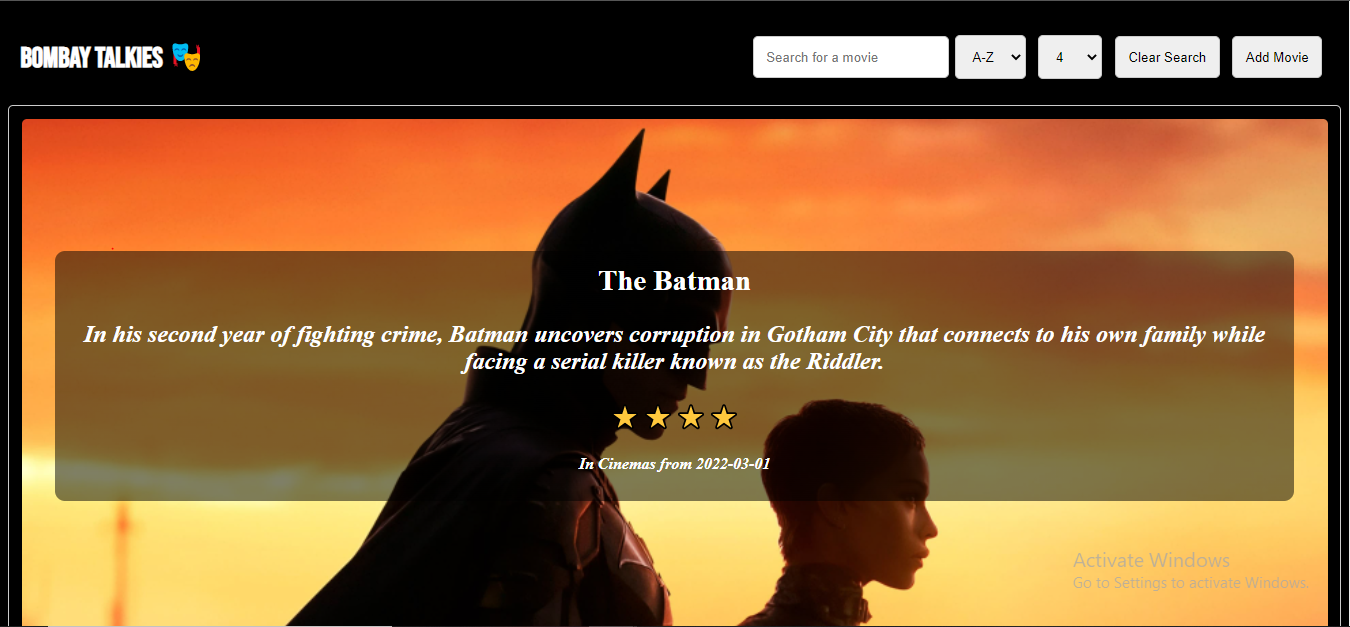 BOMBAY TALKIES 🎭
Search for a movie
A-Z
4
Clear Search
Add Movie
The Batman
In his second year of fighting crime, Batman uncovers corruption in Gotham City that connects to his own family while
facing a serial killer known as the Riddler.
In Cinemas from 2022-03-01
Activate Windows
Go to Settings to activate Windows.